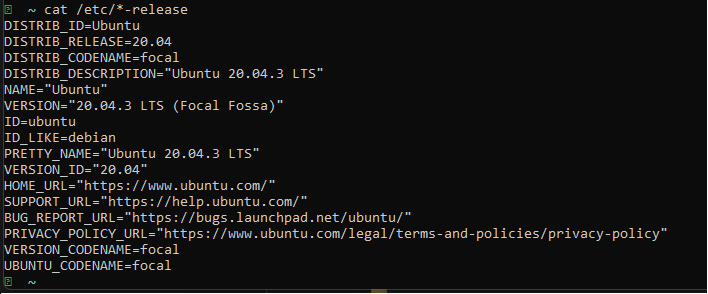 ~ cat /etc/*-release
DISTRIB_ID=Ubuntu
DISTRIB_RELEASE=20.04
DISTRIB_CODENAME=focal
DISTRIB_DESCRIPTION="Ubuntu 20.04.3 LTS"
NAME="Ubuntu"
VERSION="20.04.3 LTS (Focal Fossa)"
ID=ubuntu
ID_LIKE=debian
PRETTY_NAME="Ubuntu 20.04.3 LTS"
VERSION_ID="20.04"
HOME_URL="https://www.ubuntu.com/"
SUPPORT_URL="https://help.ubuntu.com/"
BUG_REPORT_URL="https://bugs.launchpad.net/ubuntu/"
PRIVACY_POLICY_URL="https://www.ubuntu.com/legal/terms-and-policies/privacy-policy"
VERSION_CODENAME=focal
UBUNTU_CODENAME=focal
~